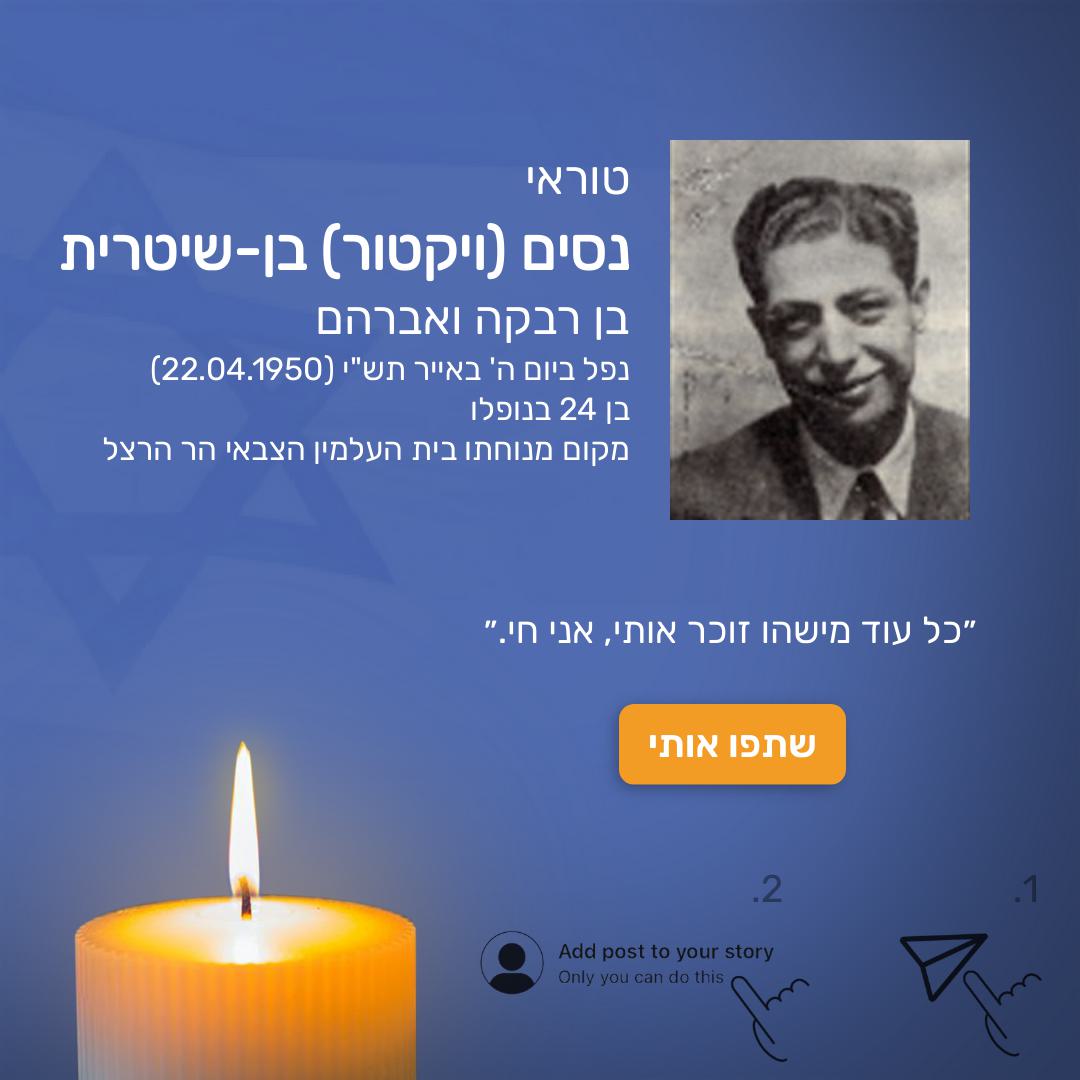 טוראי
נסים (ויקטור) בן-שיטרית
בן רבקה ואברהם
נפל ביום ה' באייר תש"י (22.04.1950)
בן 24 בנופלו
מקום מנוחתו בית העלמין הצבאי הר הרצל
״כל עוד מישהו זוכר אותי, אני חי.״
שתפו אותי
1.
2.
Add post to your story
Only you can do this